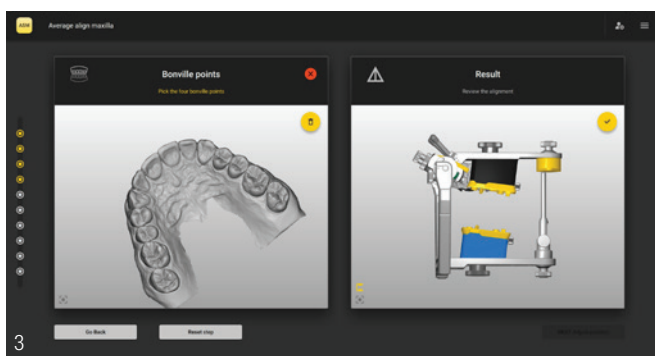 ASM
Average align maxilla
Bonville points
Pick the four bonville points
Result
Review the alignment
Go Back
Reset step
3